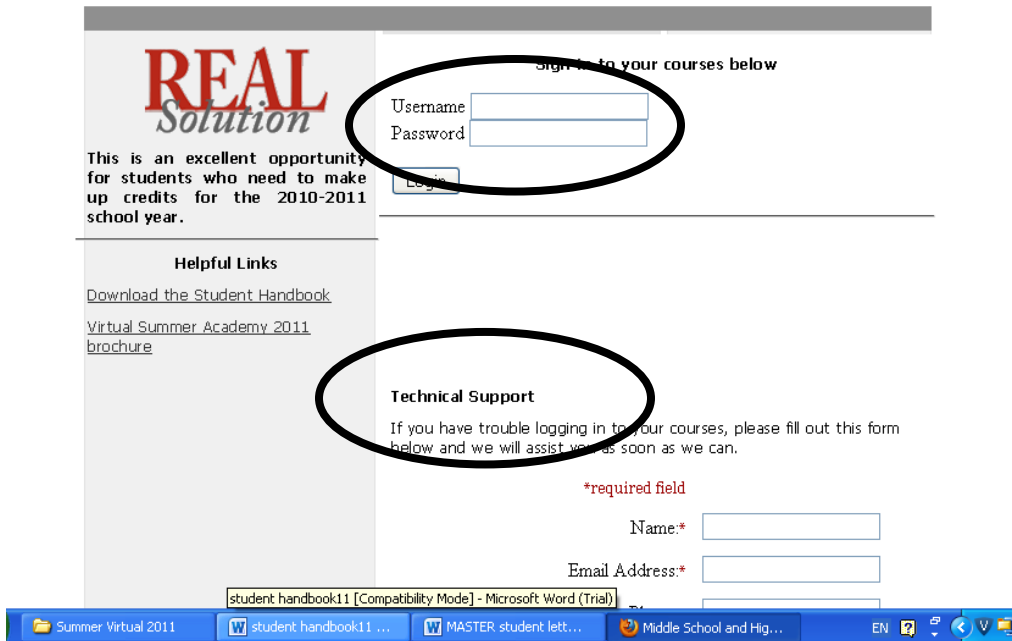 REAL
Solution
This is an excellent opportunity
for students who need to make
up credits for the 2010-2011
school year.
Helpful Links
Download the Student Handbook
Virtual Summer Academy 2011
brochure
Sign in to your courses below
Username
Password
Login
Technical Support
If you have trouble logging in to your courses, please fill out this form
below and we will assist you as soon as we can.
*required field
Name:*
Email Address:*
student handbook11 [Compatibility Mode] - Microsoft Word (Trial)
Summer Virtual 2011
student handbook11 ...
MASTER student lett...
Middle School and Hig...
EN